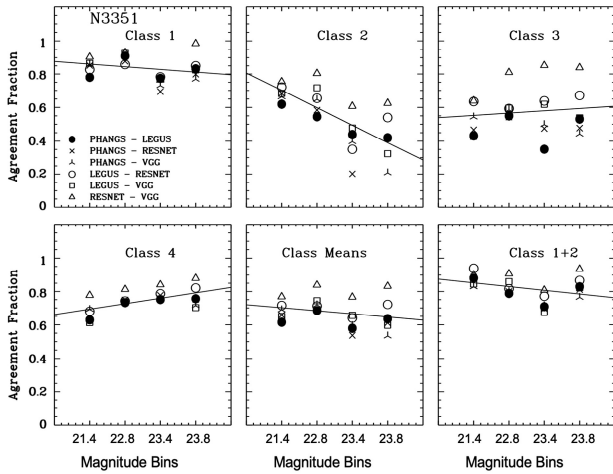 N3351
Class 1
Class 2
Class 3
Agreement Fraction
1
0.8
0.6
0.4
0.2
0
PHANGS – LEGUS
PHANGS – RESNET
PHANGS – VGG
LEGUS – RESNET
LEGUS – VGG
RESNET – VGG
Class 4
Class Means
Class 1+2
Agreement Fraction
1
0.8
0.6
0.4
0.2
0
21.4 22.8 23.4 23.8
21.4 22.8 23.4 23.8
21.4 22.8 23.4 23.8
Magnitude Bins
Magnitude Bins
Magnitude Bins